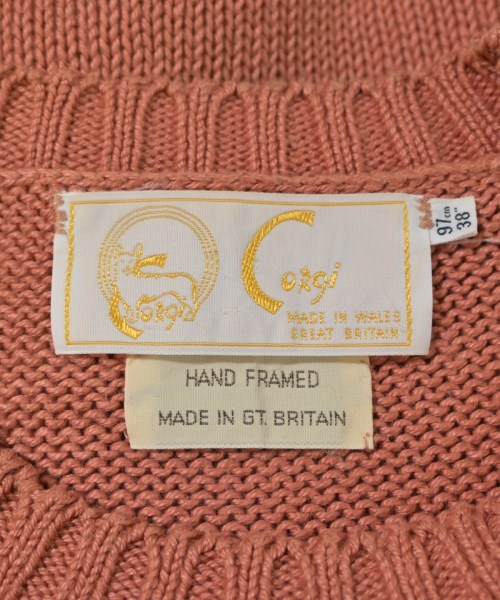 Corgi
Corgi
MADE IN WALES
GREAT BRITAIN
97cm
38"
HAND FRAMED
MADE IN GT. BRITAIN